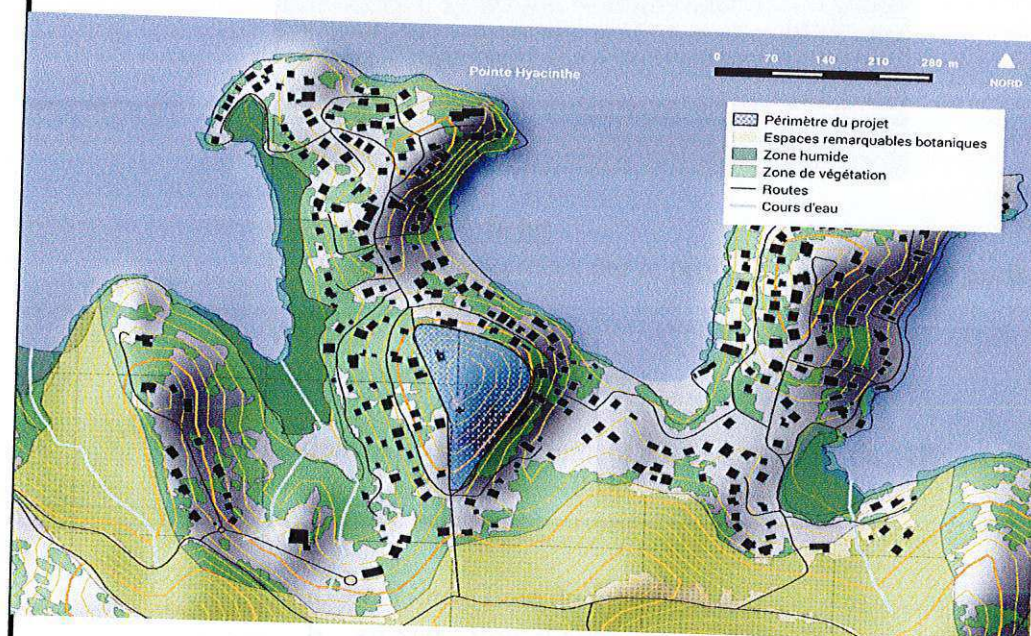 Pointe Hyacinthe
0 70 140 210 280 m
NORD
Périmètre du projet
Espaces remarquables botaniques
Zone humide
Zone de végétation
Routes
Cours d'eau